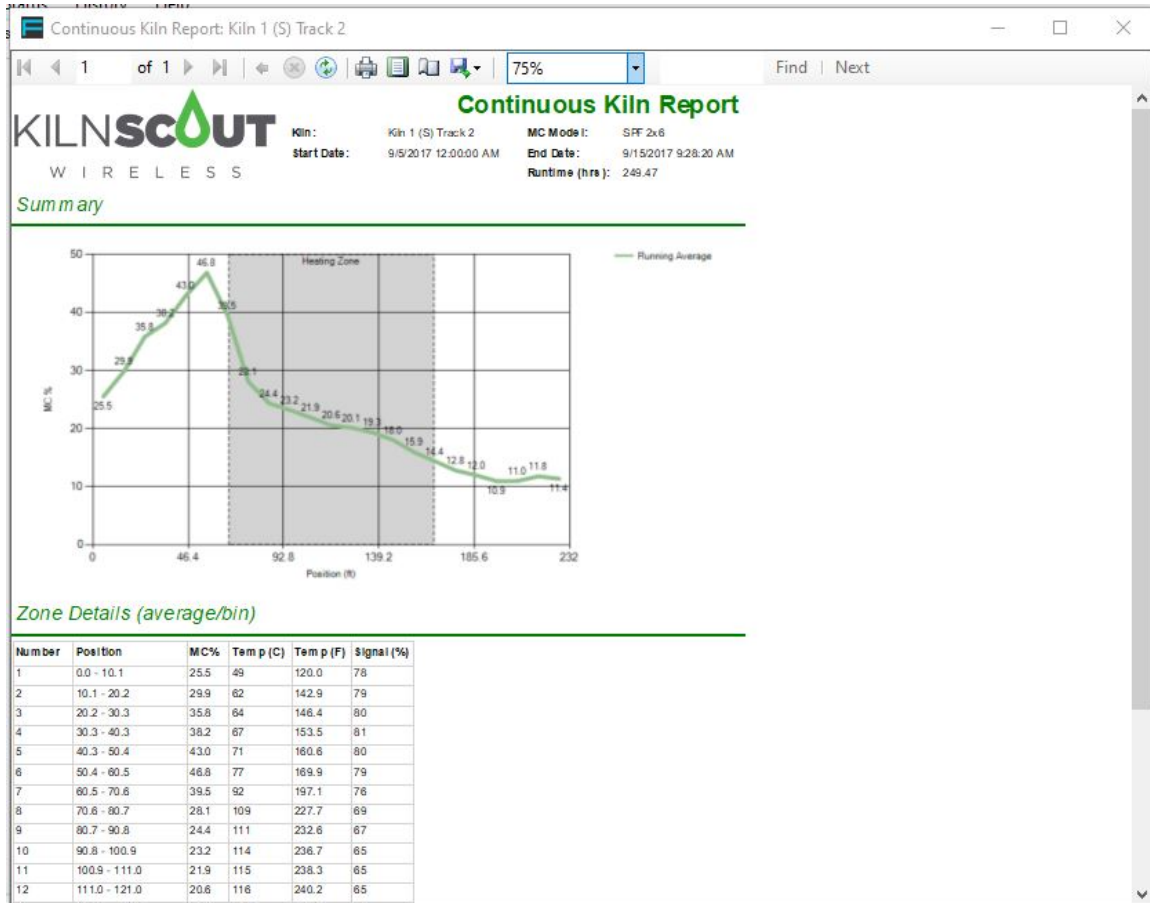 Continuous Kiln Report: Kiln 1 (S) Track 2
1 of 1 75% Find | Next
Continuous Kiln Report
KILNSCOUT
WIRELESS
Kiln: Kiln 1 (S) Track 2 MC Model: SPF 2x6
Start Date: 9/5/2017 12:00:00 AM End Date: 9/15/2017 9:28:20 AM
Runtime (hrs): 249.47
Summary
Running Average
Heating Zone
MC %
50
40
30
20
10
0
25.5 29.9 35.8 38.2 43.0 46.8 39.5 28.1 24.4 23.2 21.9 20.6 20.1 19.3 18.0 15.9 14.4 12.8 12.0 10.9 11.0 11.8 11.4
0 46.4 92.8 139.2 185.6 232
Position (ft)
Zone Details (average/bin)
Number Position MC% Temp (C) Temp (F) Signal (%)
1 0.0 - 10.1 25.5 49 120.0 78
2 10.1 - 20.2 29.9 62 142.9 79
3 20.2 - 30.3 35.8 64 146.4 80
4 30.3 - 40.3 38.2 67 153.5 81
5 40.3 - 50.4 43.0 71 160.6 80
6 50.4 - 60.5 46.8 77 169.9 79
7 60.5 - 70.6 39.5 92 197.1 76
8 70.6 - 80.7 28.1 109 227.7 69
9 80.7 - 90.8 24.4 111 232.6 67
10 90.8 - 100.9 23.2 114 236.7 65
11 100.9 - 111.0 21.9 115 238.3 65
12 111.0 - 121.0 20.6 116 240.2 65